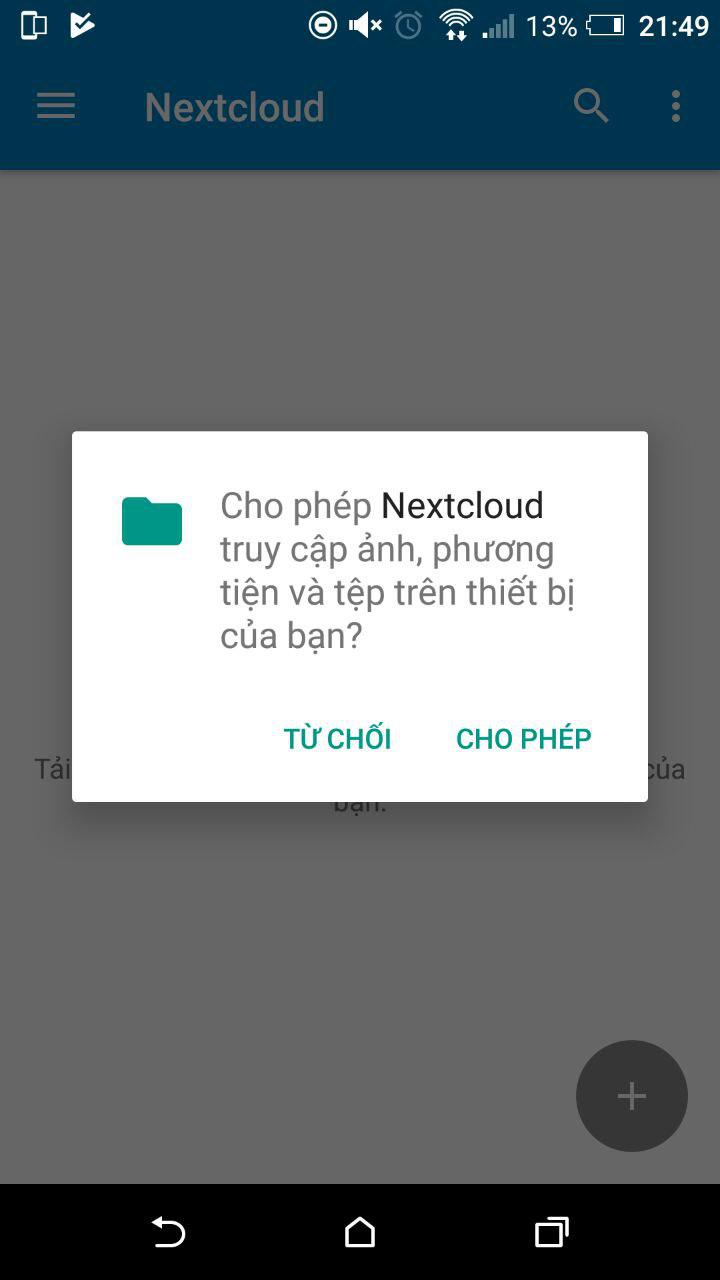 13% 21:49
Nextcloud
Cho phép Nextcloud
truy cập ảnh, phương
tiện và tệp trên thiết bị
của bạn?
TỪ CHỐI CHO PHÉP
Tải của
bạn.